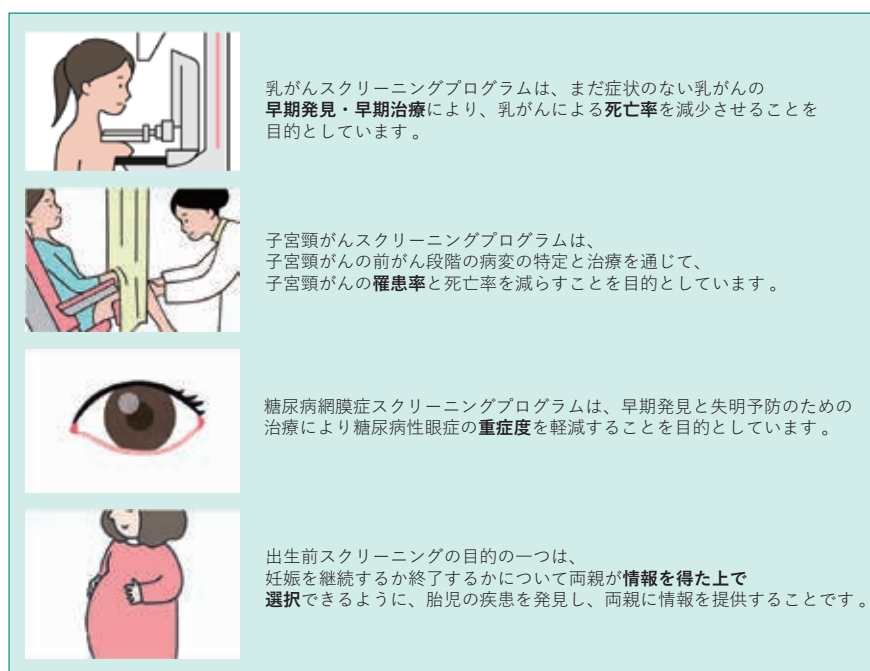 乳がんスクリーニングプログラムは、まだ症状のない乳がんの
早期発見・早期治療により、乳がんによる死亡率を減少させることを
目的としています。
子宮頸がんスクリーニングプログラムは、
子宮頸がんの前がん段階の病変の特定と治療を通じて、
子宮頸がんの罹患率と死亡率を減らすことを目的としています。
糖尿病網膜症スクリーニングプログラムは、早期発見と失明予防のための
治療により糖尿病性眼症の重症度を軽減することを目的としています。
出生前スクリーニングの目的の一つは、
妊娠を継続するか終了するかについて両親が情報を得た上で
選択できるように、胎児の疾患を発見し、両親に情報を提供することです。